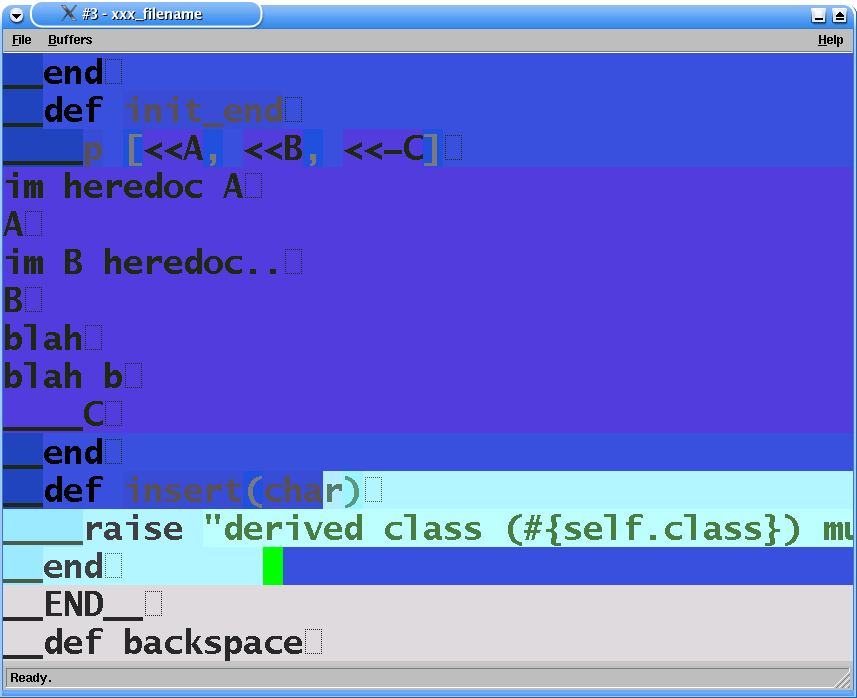 #3 - xxx_filename
File Buffers Help
__end
__def init_end
____p [<<A, <<B, <<-C]
im heredoc A
A
im B heredoc..
B
blah
blah b
____C
__end
__def insert(char)
____raise "derived class (#{self.class}) mu
__end
__END__
__def backspace
Ready.